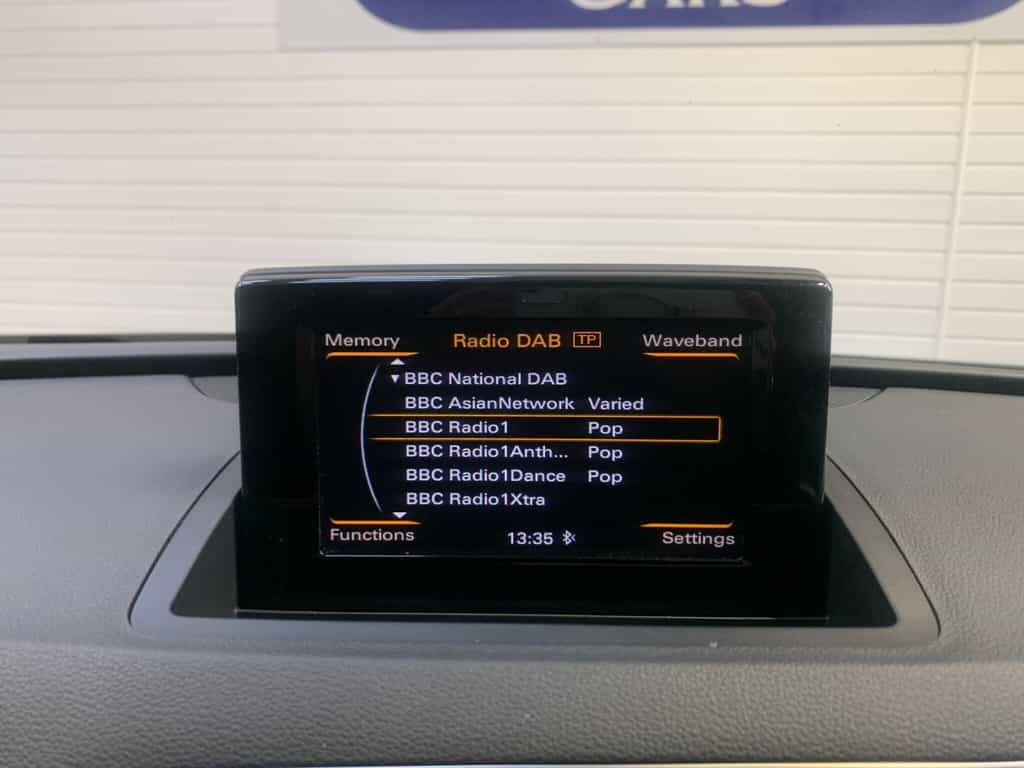 CARS
Memory Radio DAB TP Waveband
BBC National DAB
BBC AsianNetwork Varied
BBC Radio1 Pop
BBC Radio1Anth... Pop
BBC Radio1Dance Pop
BBC Radio1Xtra
Functions 13:35 Settings